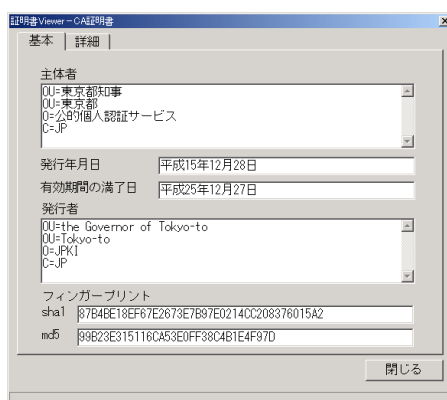 証明書Viewer-CA証明書
基本 詳細
主体者
OU=東京都知事
OU=東京都
O=公的個人認証サービス
C=JP
発行年月日 平成15年12月28日
有効期間の満了日 平成25年12月27日
発行者
OU=the Governor of Tokyo-to
OU=Tokyo-to
O=JPKI
C=JP
フィンガープリント
sha1 87B4BE18EF67E2673E7B97E0214CC208376015A2
md5 99B23E315116CA53E0FF38C4B1E4F97D
閉じる